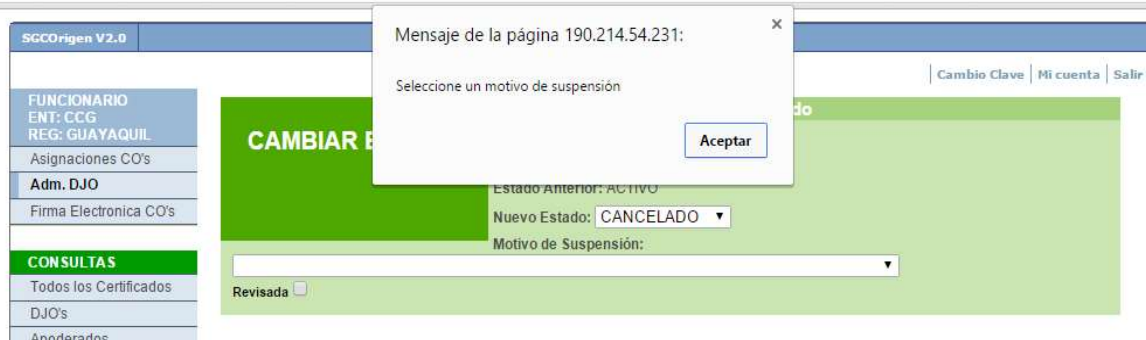 SGCOrigen V2.0
Mensaje de la página 190.214.54.231:
Seleccione un motivo de suspensión
Aceptar
Cambio Clave | Mi cuenta | Salir
FUNCIONARIO
ENT: CCG
REG: GUAYAQUIL
Asignaciones CO's
Adm. DJO
Firma Electronica CO's
CAMBIAR
Estado Anterior: ACTIVO
Nuevo Estado: CANCELADO
Motivo de Suspensión:
Revisada
CONSULTAS
Todos los Certificados
DJO's
Apoderados